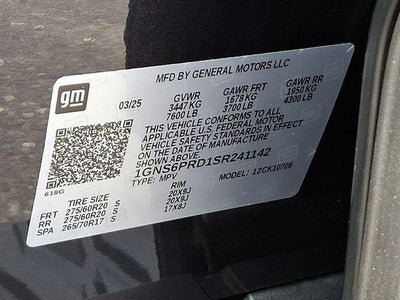 gm
MFD BY GENERAL MOTORS LLC
03/25 GVWR GAWR FRT GAWR RR
3447KG 1678 KG 1950 KG
7600 LB 3700 LB 4300 LB
THIS VEHICLE CONFORMS TO ALL
APPLICABLE U.S. FEDERAL MOTOR
VEHICLE SAFETY STANDARDS IN EFFECT
ON THE DATE OF MANUFACTURE
SHOWN ABOVE.
1GNS6PRD1SR241142
618G TYPE: MPV MODEL: 12CK10706
TIRE SIZE RIM
FRT 275/60R20 S 20X9J
RR 275/60R20 S 20X9J
SPA 265/70R17 S 17X8J